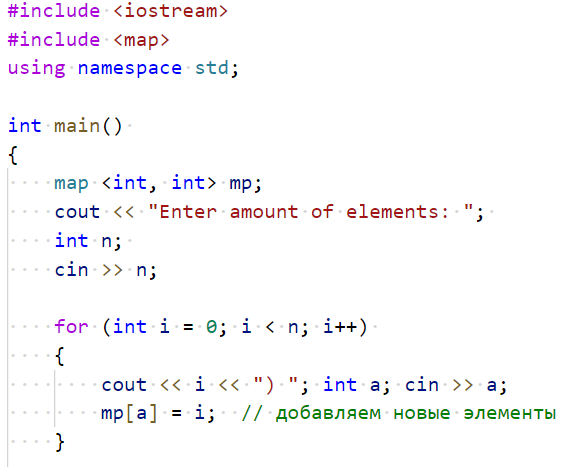 #include <iostream>
#include <map>
using namespace std;

int main()
{
    map <int, int> mp;
    cout << "Enter amount of elements: ";
    int n;
    cin >> n;

    for (int i = 0; i < n; i++)
    {
        cout << i << ") "; int a; cin >> a;
        mp[a] = i;  // добавляем новые элементы
    }